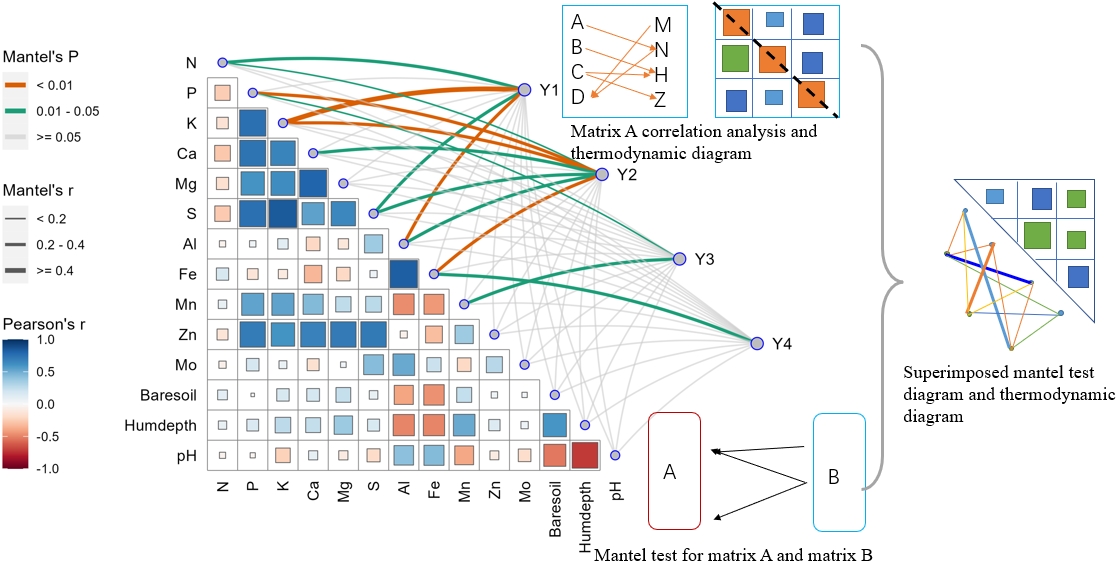 Mantel's P
< 0.01
0.01 - 0.05
>= 0.05
Mantel's r
< 0.2
0.2 - 0.4
>= 0.4
Pearson's r
1.0
0.5
0.0
-0.5
-1.0
N
P
K
Ca
Mg
S
Al
Fe
Mn
Zn
Mo
Baresoil
Humdepth
pH
N
P
K
Ca
Mg
S
Al
Fe
Mn
Zn
Mo
Baresoil
Humdepth
pH
Y1
Y2
Y3
Y4
A M
B N
C H
D Z
Matrix A correlation analysis and
thermodynamic diagram
Superimposed mantel test
diagram and thermodynamic
diagram
A
B
Mantel test for matrix A and matrix B